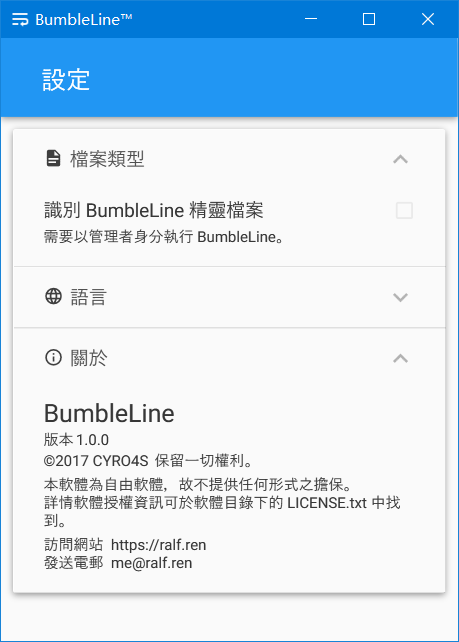 BumbleLine™
設定
檔案類型
識別 BumbleLine 精靈檔案
需要以管理者身分執行 BumbleLine。
語言
關於
BumbleLine
版本 1.0.0
©2017 CYRO4S 保留一切權利。
本軟體為自由軟體，故不提供任何形式之擔保。
詳情軟體授權資訊可於軟體目錄下的 LICENSE.txt 中找
到。
訪問網站 https://ralf.ren
發送電郵 me@ralf.ren